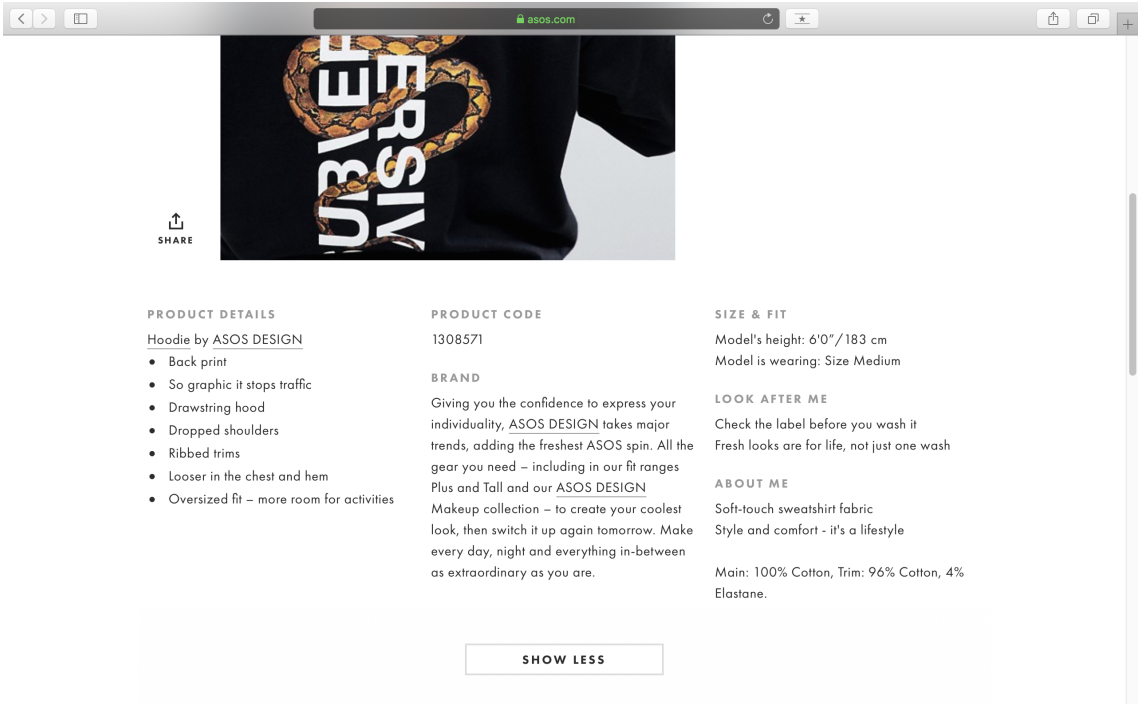 asos.com
SHARE
PRODUCT DETAILS
Hoodie by ASOS DESIGN
● Back print
● So graphic it stops traffic
● Drawstring hood
● Dropped shoulders
● Ribbed trims
● Looser in the chest and hem
● Oversized fit – more room for activities
PRODUCT CODE
1308571
BRAND
Giving you the confidence to express your
individuality, ASOS DESIGN takes major
trends, adding the freshest ASOS spin. All the
gear you need – including in our fit ranges
Plus and Tall and our ASOS DESIGN
Makeup collection – to create your coolest
look, then switch it up again tomorrow. Make
every day, night and everything in-between
as extraordinary as you are.
SIZE & FIT
Model's height: 6'0”/183 cm
Model is wearing: Size Medium
LOOK AFTER ME
Check the label before you wash it
Fresh looks are for life, not just one wash
ABOUT ME
Soft-touch sweatshirt fabric
Style and comfort - it's a lifestyle
Main: 100% Cotton, Trim: 96% Cotton, 4%
Elastane.
SHOW LESS